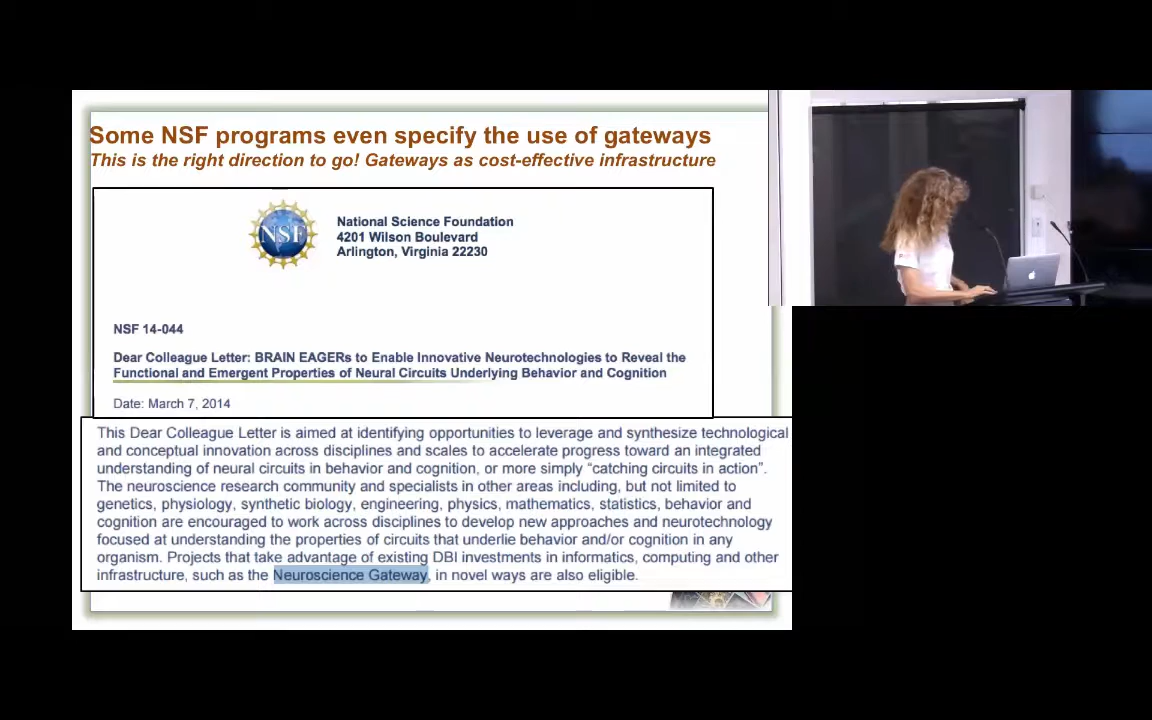 Some NSF programs even specify the use of gateways
This is the right direction to go! Gateways as cost-effective infrastructure
NSF
National Science Foundation
4201 Wilson Boulevard
Arlington, Virginia 22230
NSF 14-044
Dear Colleague Letter: BRAIN EAGERs to Enable Innovative Neurotechnologies to Reveal the
Functional and Emergent Properties of Neural Circuits Underlying Behavior and Cognition
Date: March 7, 2014
This Dear Colleague Letter is aimed at identifying opportunities to leverage and synthesize technological
and conceptual innovation across disciplines and scales to accelerate progress toward an integrated
understanding of neural circuits in behavior and cognition, or more simply “catching circuits in action”.
The neuroscience research community and specialists in other areas including, but not limited to
genetics, physiology, synthetic biology, engineering, physics, mathematics, statistics, behavior and
cognition are encouraged to work across disciplines to develop new approaches and neurotechnology
focused at understanding the properties of circuits that underlie behavior and/or cognition in any
organism. Projects that take advantage of existing DBI investments in informatics, computing and other
infrastructure, such as the Neuroscience Gateway, in novel ways are also eligible.